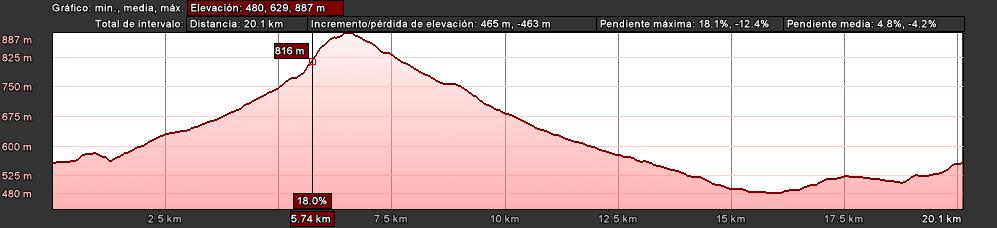 Gráfico: min., media, máx. Elevación: 480, 629, 887 m
Total de intervalo: Distancia: 20.1 km Incremento/pérdida de elevación: 465 m, -463 m Pendiente máxima: 18.1%, -12.4% Pendiente media: 4.8%, -4.2%
887 m
816 m
825 m
750 m
675 m
600 m
525 m
480 m
18.0%
2.5 km 5.74 km 7.5 km 10 km 12.5 km 15 km 17.5 km 20.1 km